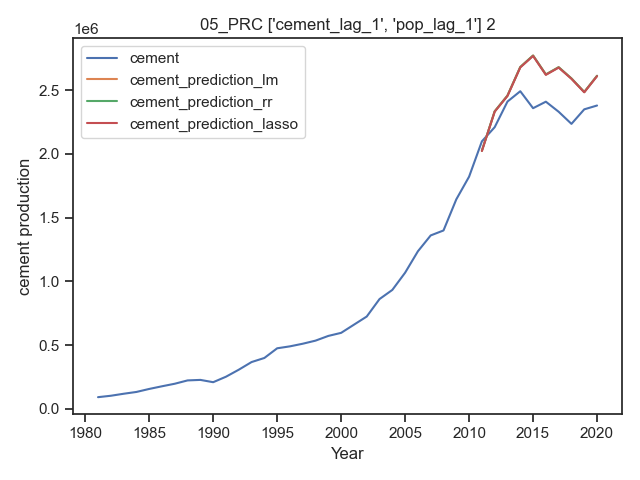 05_PRC ['cement_lag_1', 'pop_lag_1'] 2
1e6
cement
cement_prediction_lm
cement_prediction_rr
cement_prediction_lasso
cement production
2.5
2.0
1.5
1.0
0.5
0.0
1980 1985 1990 1995 2000 2005 2010 2015 2020
Year